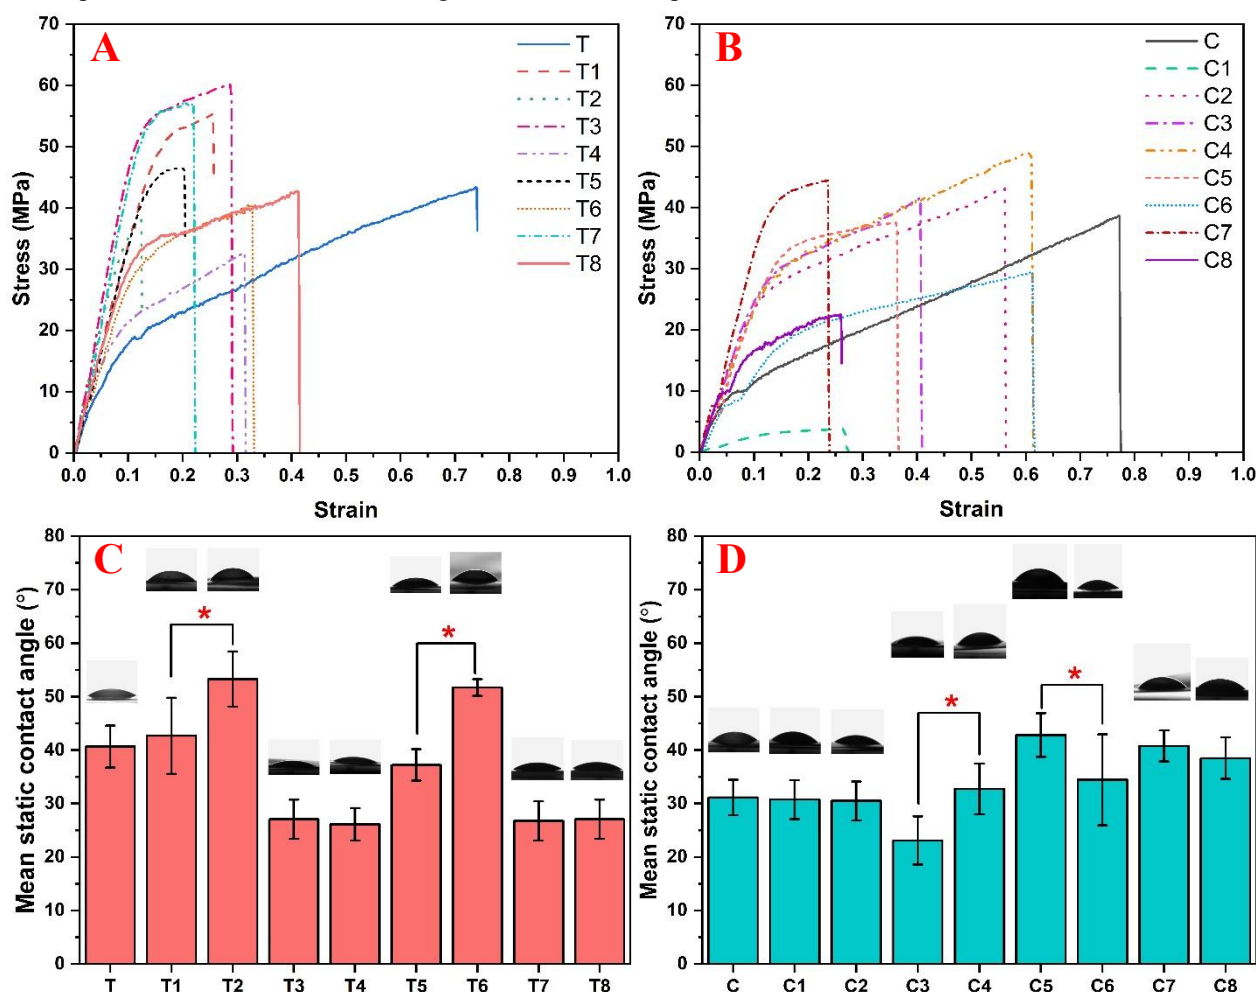 A
70
60
50
40
30
20
10
0
Stress (MPa)
0.0 0.1 0.2 0.3 0.4 0.5 0.6 0.7 0.8 0.9 1.0
Strain
T
T1
T2
T3
T4
T5
T6
T7
T8
B
70
60
50
40
30
20
10
0
Stress (MPa)
0.0 0.1 0.2 0.3 0.4 0.5 0.6 0.7 0.8 0.9 1.0
Strain
C
C1
C2
C3
C4
C5
C6
C7
C8
C
80
70
60
50
40
30
20
10
0
Mean static contact angle (°)
*
*
T T1 T2 T3 T4 T5 T6 T7 T8
D
80
70
60
50
40
30
20
10
0
Mean static contact angle (°)
*
*
C C1 C2 C3 C4 C5 C6 C7 C8